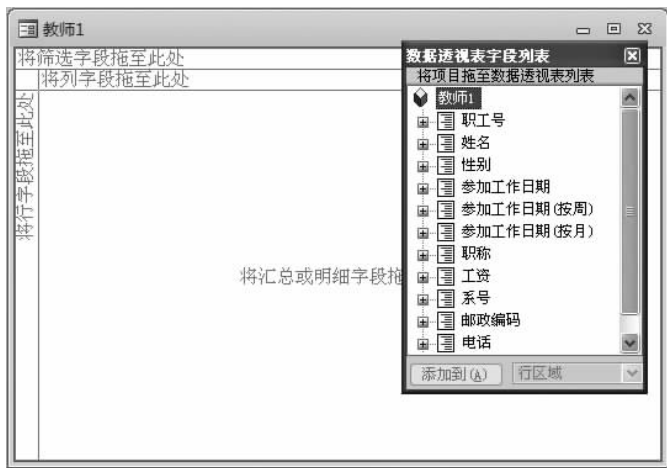 教师1
将筛选字段拖至此处
将列字段拖至此处
将行字段拖至此处
将汇总或明细字段拖
数据透视表字段列表
将项目拖至数据透视表列表
教师1
职工号
姓名
性别
参加工作日期
参加工作日期(按周)
参加工作日期(按月)
职称
工资
系号
邮政编码
电话
添加到(A) 行区域